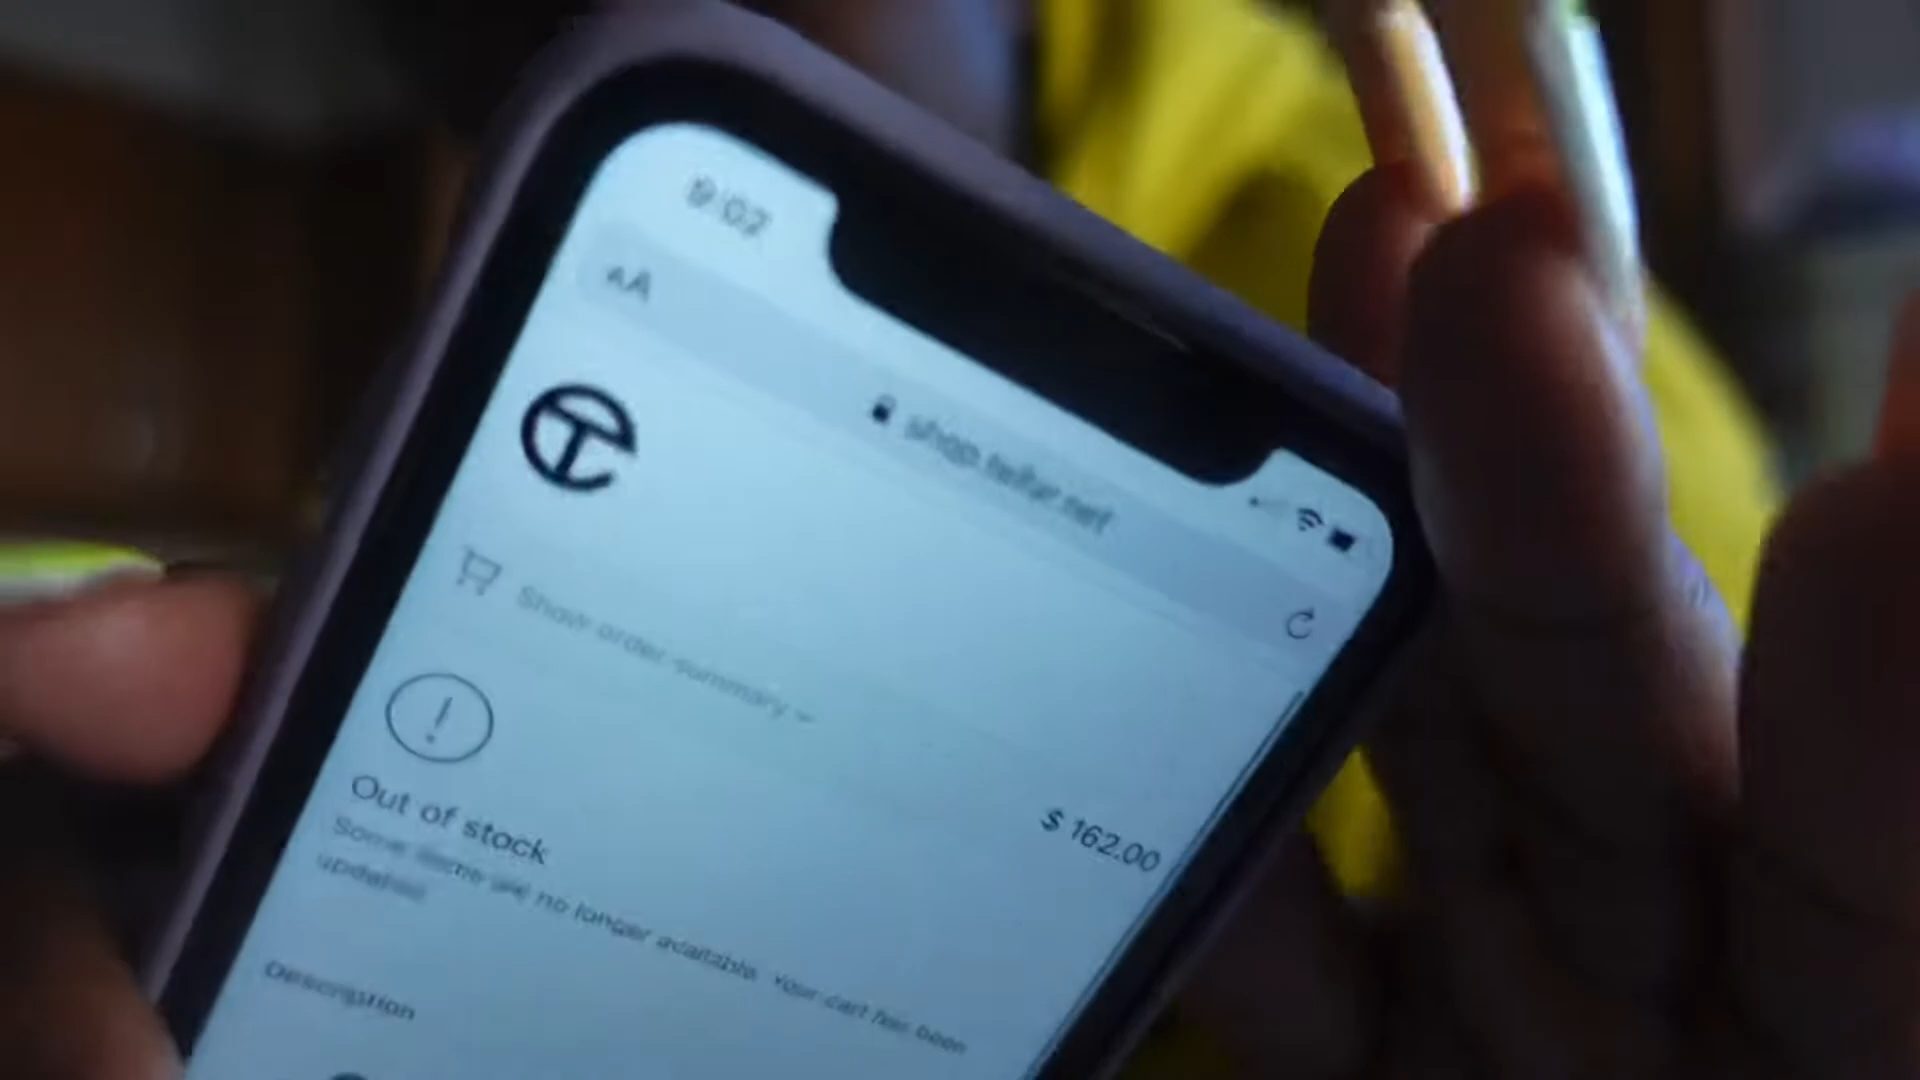 9:02
AA
shop.telfar.net
Show order summary
$ 162.00
Out of stock
Some items are no longer available. Your cart has been
updated.
Description